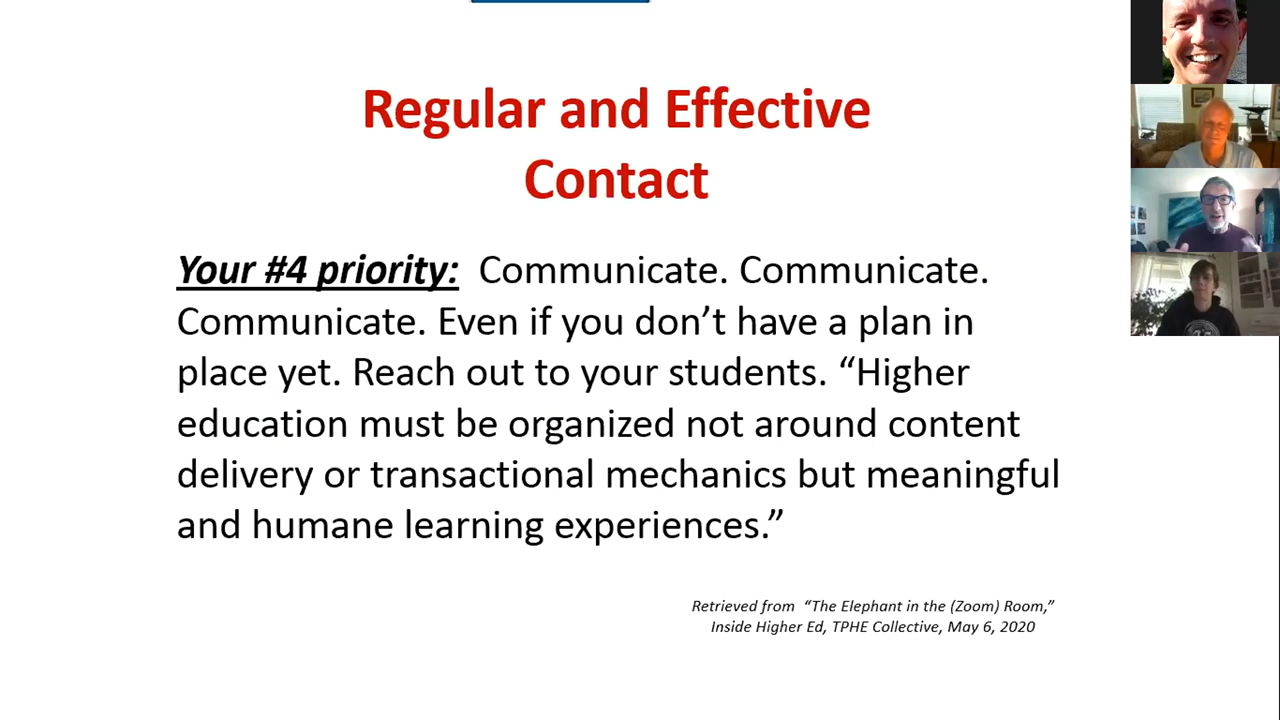 Regular and Effective
Contact
Your #4 priority: Communicate. Communicate.
Communicate. Even if you don’t have a plan in
place yet. Reach out to your students. “Higher
education must be organized not around content
delivery or transactional mechanics but meaningful
and humane learning experiences.”
Retrieved from “The Elephant in the (Zoom) Room,”
Inside Higher Ed, TPHE Collective, May 6, 2020